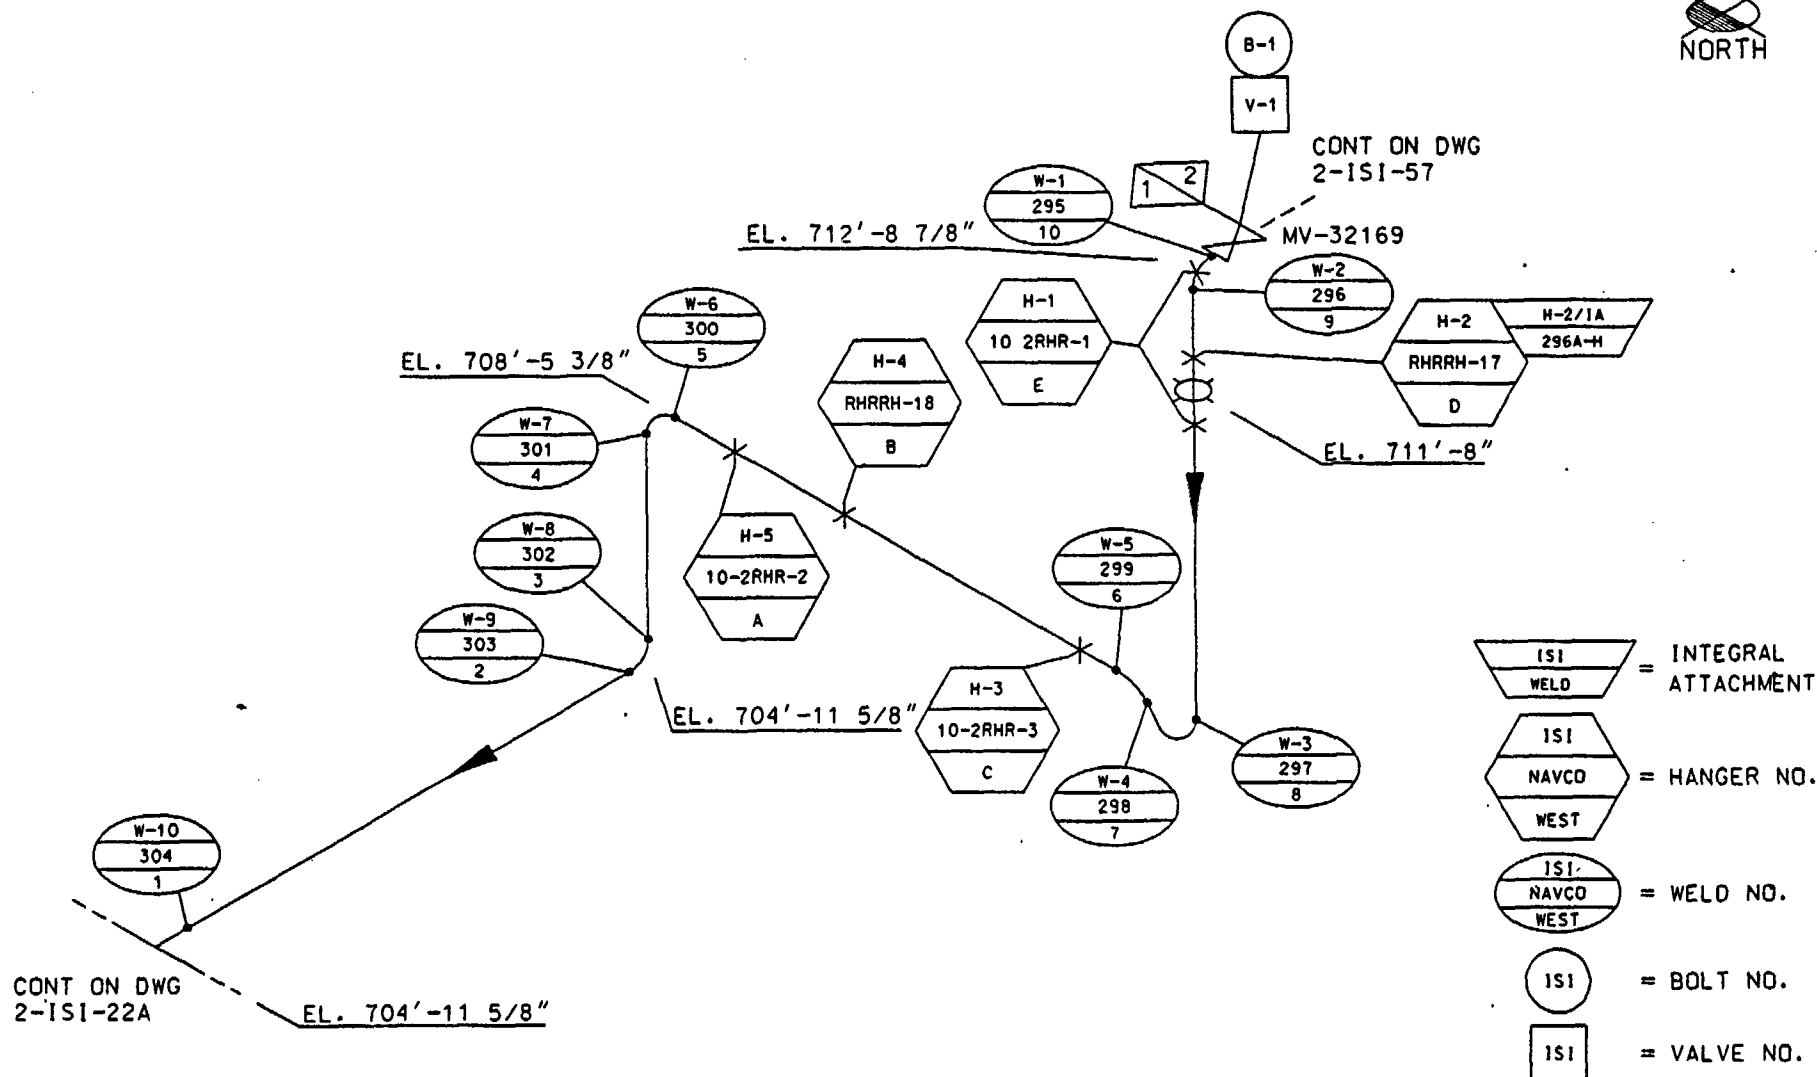 NORTH
B-1
V-1
CONT ON DWG
2-ISI-57
1 2
W-1
295
10
EL. 712'-8 7/8"
MV-32169
W-2
296
9
H-1
10 2RHR-1
E
H-2
RHRRH-17
D
H-2/IA
296A-H
W-6
300
5
EL. 708'-5 3/8"
H-4
RHRRH-18
B
EL. 711'-8"
W-7
301
4
W-8
302
3
H-5
10-2RHR-2
A
W-5
299
6
W-9
303
2
EL. 704'-11 5/8"
H-3
10-2RHR-3
C
W-4
298
7
W-3
297
8
W-10
304
1
CONT ON DWG
2-ISI-22A
EL. 704'-11 5/8"
ISI
WELD
= INTEGRAL
ATTACHMENT
ISI
NAVCO
WEST
= HANGER NO.
ISI
NAVCO
WEST
= WELD NO.
ISI
= BOLT NO.
ISI
= VALVE NO.